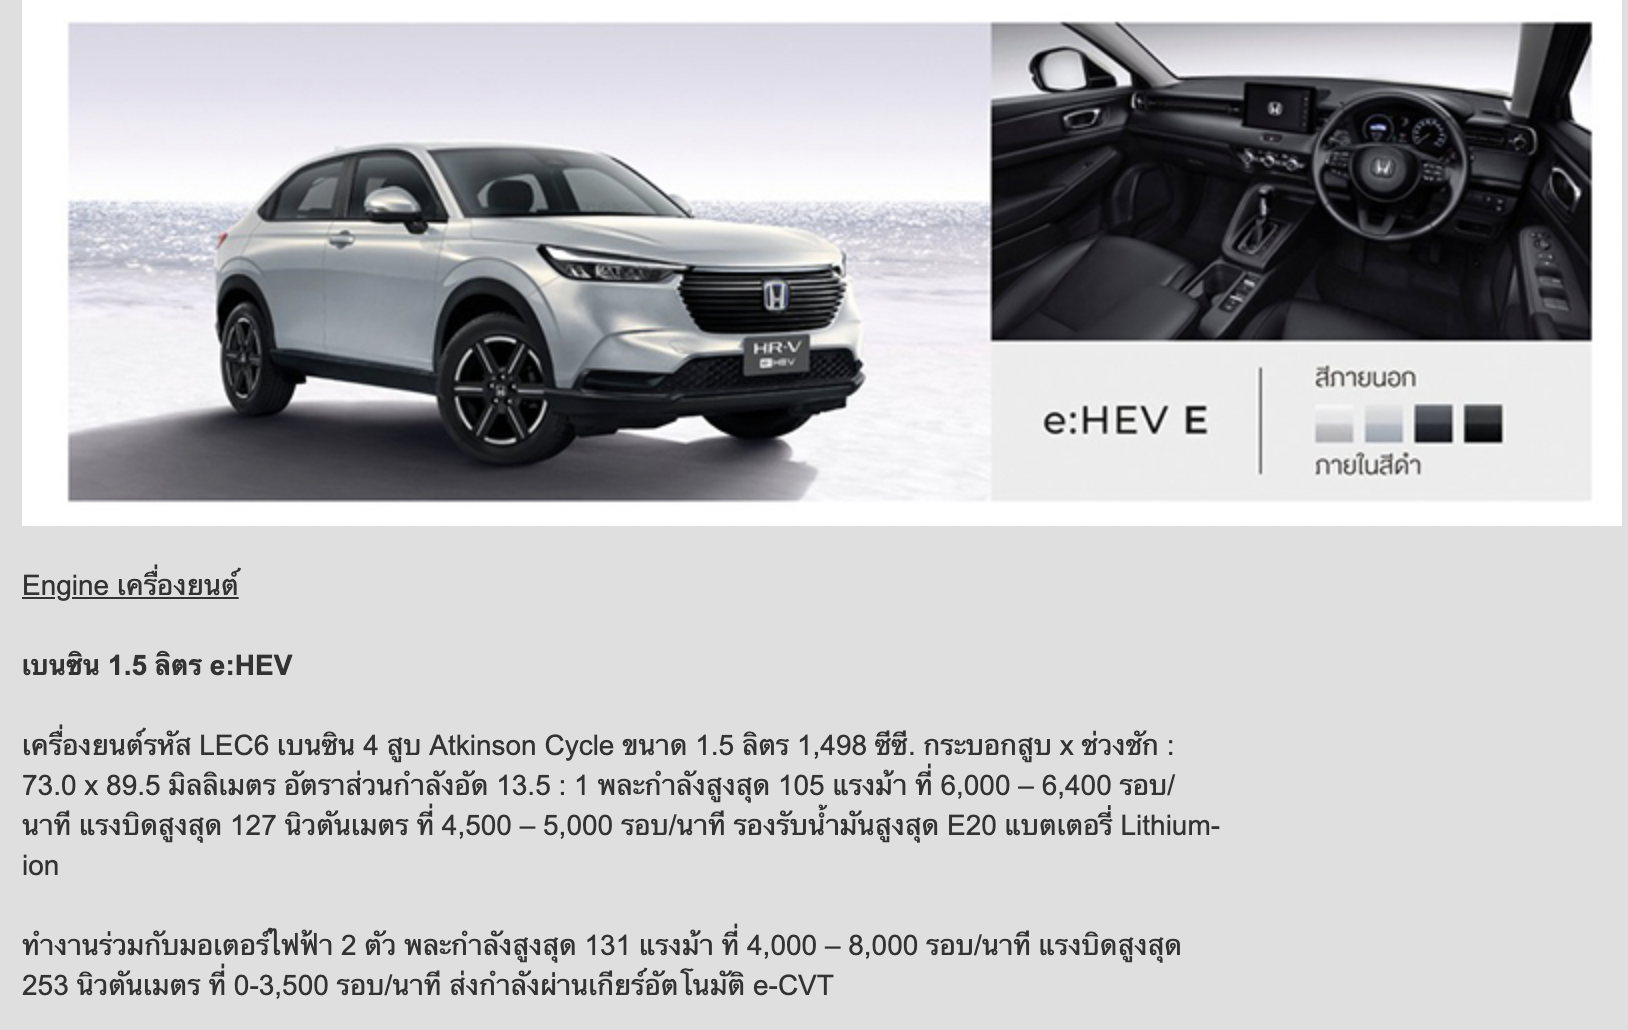 HR-V
e:HEV
e:HEV E
สีภายนอก
ภายในสีดำ
Engine เครื่องยนต์
เบนซิน 1.5 ลิตร e:HEV
เครื่องยนต์รหัส LEC6 เบนซิน 4 สูบ Atkinson Cycle ขนาด 1.5 ลิตร 1,498 ซีซี. กระบอกสูบ x ช่วงชัก :
73.0 x 89.5 มิลลิเมตร อัตราส่วนกำลังอัด 13.5 : 1 พละกำลังสูงสุด 105 แรงม้า ที่ 6,000 – 6,400 รอบ/
นาที แรงบิดสูงสุด 127 นิวตันเมตร ที่ 4,500 – 5,000 รอบ/นาที รองรับน้ำมันสูงสุด E20 แบตเตอรี่ Lithium-
ion
ทำงานร่วมกับมอเตอร์ไฟฟ้า 2 ตัว พละกำลังสูงสุด 131 แรงม้า ที่ 4,000 – 8,000 รอบ/นาที แรงบิดสูงสุด
253 นิวตันเมตร ที่ 0-3,500 รอบ/นาที ส่งกำลังผ่านเกียร์อัตโนมัติ e-CVT